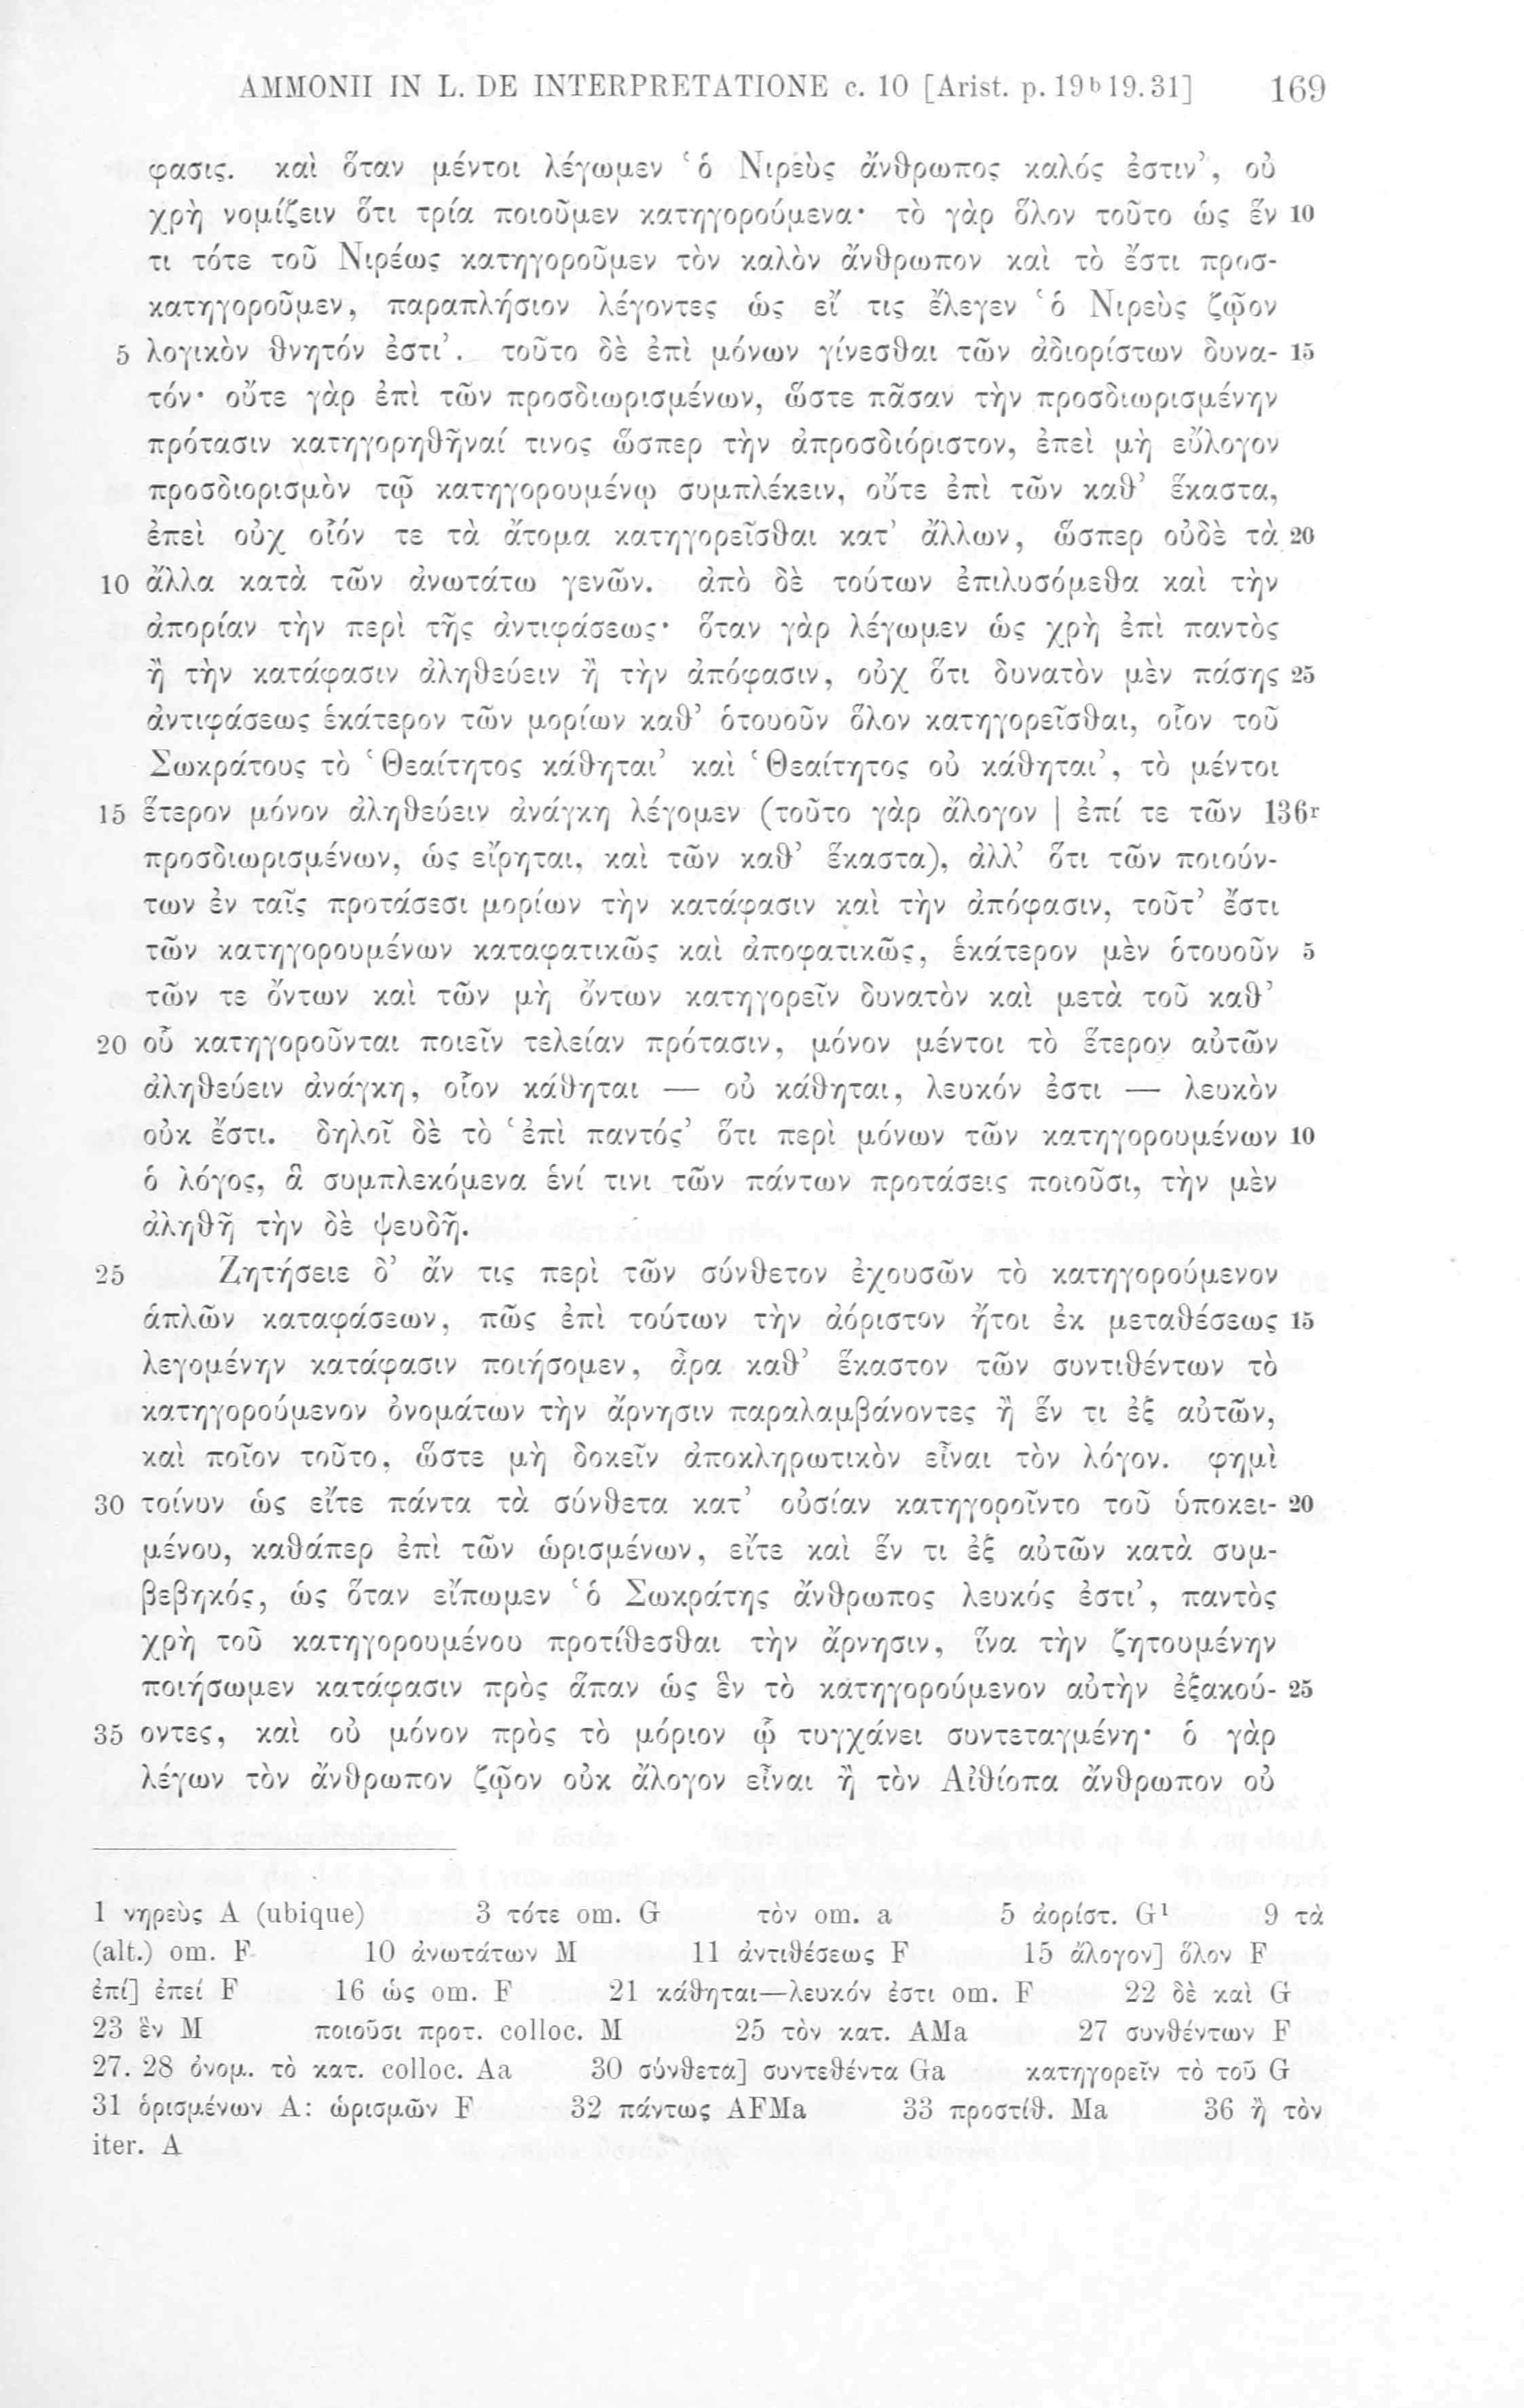 AMMONII IN L. DE INTERPRETATIONE c. 10 [Arist. p. 19b19.31] 169
φασις. καὶ ὅταν μέντοι λέγωμεν ‘ὁ Νιρεὺς ἄνθρωπος καλός ἐστιν’, οὐ
χρὴ νομίζειν ὅτι τρία ποιοῦμεν κατηγορούμενα· τὸ γὰρ ὅλον τοῦτο ὡς ἕν 10
τι τότε τοῦ Νιρέως κατηγοροῦμεν τὸν καλὸν ἄνθρωπον καὶ τὸ ἔστι προσ-
κατηγοροῦμεν, παραπλήσιον λέγοντες ὡς εἴ τις ἔλεγεν ‘ὁ Νιρεὺς ζῷον
5 λογικὸν θνητόν ἐστι’. τοῦτο δὲ ἐπὶ μόνων γίνεσθαι τῶν ἀδιορίστων δυνα- 15
τόν· οὔτε γὰρ ἐπὶ τῶν προσδιωρισμένων, ὥστε πᾶσαν τὴν προσδιωρισμένην
πρότασιν κατηγορηθῆναί τινος ὥσπερ τὴν ἀπροσδιόριστον, ἐπεὶ μὴ εὔλογον
προσδιορισμὸν τῷ κατηγορουμένῳ συμπλέκειν, οὔτε ἐπὶ τῶν καθ’ ἕκαστα,
ἐπεὶ οὐχ οἷόν τε τὰ ἄτομα κατηγορεῖσθαι κατ’ ἄλλων, ὥσπερ οὐδὲ τὰ 20
10 ἄλλα κατὰ τῶν ἀνωτάτω γενῶν. ἀπὸ δὲ τούτων ἐπιλυσόμεθα καὶ τὴν
ἀπορίαν τὴν περὶ τῆς ἀντιφάσεως· ὅταν γὰρ λέγωμεν ὡς χρὴ ἐπὶ παντὸς
ἢ τὴν κατάφασιν ἀληθεύειν ἢ τὴν ἀπόφασιν, οὐχ ὅτι δυνατὸν μὲν πάσης 25
ἀντιφάσεως ἑκάτερον τῶν μορίων καθ’ ὁτουοῦν ὅλον κατηγορεῖσθαι, οἷον τοῦ
Σωκράτους τὸ ‘Θεαίτητος κάθηται’ καὶ ‘Θεαίτητος οὐ κάθηται’, τὸ μέντοι
15 ἕτερον μόνον ἀληθεύειν ἀνάγκη λέγομεν (τοῦτο γὰρ ἄλογον | ἐπί τε τῶν 136r
προσδιωρισμένων, ὡς εἴρηται, καὶ τῶν καθ’ ἕκαστα), ἀλλ’ ὅτι τῶν ποιούν-
των ἐν ταῖς προτάσεσι μορίων τὴν κατάφασιν καὶ τὴν ἀπόφασιν, τοῦτ’ ἔστι
τῶν κατηγορουμένων καταφατικῶς καὶ ἀποφατικῶς, ἑκάτερον μὲν ὁτουοῦν 5
τῶν τε ὄντων καὶ τῶν μὴ ὄντων κατηγορεῖν δυνατὸν καὶ μετὰ τοῦ καθ’
20 οὗ κατηγοροῦνται ποιεῖν τελείαν πρότασιν, μόνον μέντοι τὸ ἕτερον αὐτῶν
ἀληθεύειν ἀνάγκη, οἷον κάθηται — οὐ κάθηται, λευκόν ἐστι — λευκὸν
οὐκ ἔστι. δηλοῖ δὲ τὸ ‘ἐπὶ παντός’ ὅτι περὶ μόνων τῶν κατηγορουμένων 10
ὁ λόγος, ἃ συμπλεκόμενα ἑνί τινι τῶν πάντων προτάσεις ποιοῦσι, τὴν μὲν
ἀληθῆ τὴν δὲ ψευδῆ.
25 Ζητήσειε δ’ ἄν τις περὶ τῶν σύνθετον ἐχουσῶν τὸ κατηγορούμενον
ἁπλῶν καταφάσεων, πῶς ἐπὶ τούτων τὴν ἀόριστον ἤτοι ἐκ μεταθέσεως 15
λεγομένην κατάφασιν ποιήσομεν, ἆρα καθ’ ἕκαστον τῶν συντιθέντων τὸ
κατηγορούμενον ὀνομάτων τὴν ἄρνησιν παραλαμβάνοντες ἢ ἕν τι ἐξ αὐτῶν,
καὶ ποῖον τοῦτο, ὥστε μὴ δοκεῖν ἀποκληρωτικὸν εἶναι τὸν λόγον. φημὶ
30 τοίνυν ὡς εἴτε πάντα τὰ σύνθετα κατ’ οὐσίαν κατηγοροῖντο τοῦ ὑποκει- 20
μένου, καθάπερ ἐπὶ τῶν ὡρισμένων, εἴτε καὶ ἕν τι ἐξ αὐτῶν κατὰ συμ-
βεβηκός, ὡς ὅταν εἴπωμεν ‘ὁ Σωκράτης ἄνθρωπος λευκός ἐστι’, παντὸς
χρὴ τοῦ κατηγορουμένου προτίθεσθαι τὴν ἄρνησιν, ἵνα τὴν ζητουμένην
ποιήσωμεν κατάφασιν πρὸς ἅπαν ὡς ἓν τὸ κατηγορούμενον αὐτὴν ἐξακού- 25
35 οντες, καὶ οὐ μόνον πρὸς τὸ μόριον ᾧ τυγχάνει συντεταγμένη· ὁ γὰρ
λέγων τὸν ἄνθρωπον ζῷον οὐκ ἄλογον εἶναι ἢ τὸν Αἰθίοπα ἄνθρωπον οὐ
1 νηρεὺς A (ubique) 3 τότε om. G τὸν om. a 5 ἀορίστ. G¹ 9 τὰ
(alt.) om. F 10 ἀνωτάτων M 11 ἀντιθέσεως F 15 ἄλογον] ὅλον F
ἐπί] ἐπεί F 16 ὡς om. F 21 κάθηται—λευκόν ἐστι om. F 22 δὲ καὶ G
23 ἓν M ποιοῦσι προτ. colloc. M 25 τὸν κατ. AMa 27 συνθέντων F
27. 28 ὀνομ. τὸ κατ. colloc. Aa 30 σύνθετα] συντεθέντα Ga κατηγορεῖν τὸ τοῦ G
31 ὁρισμένων A: ὡρισμῶν F 32 πάντως AFMa 33 προστίθ. Ma 36 ἢ τὸν
iter. A